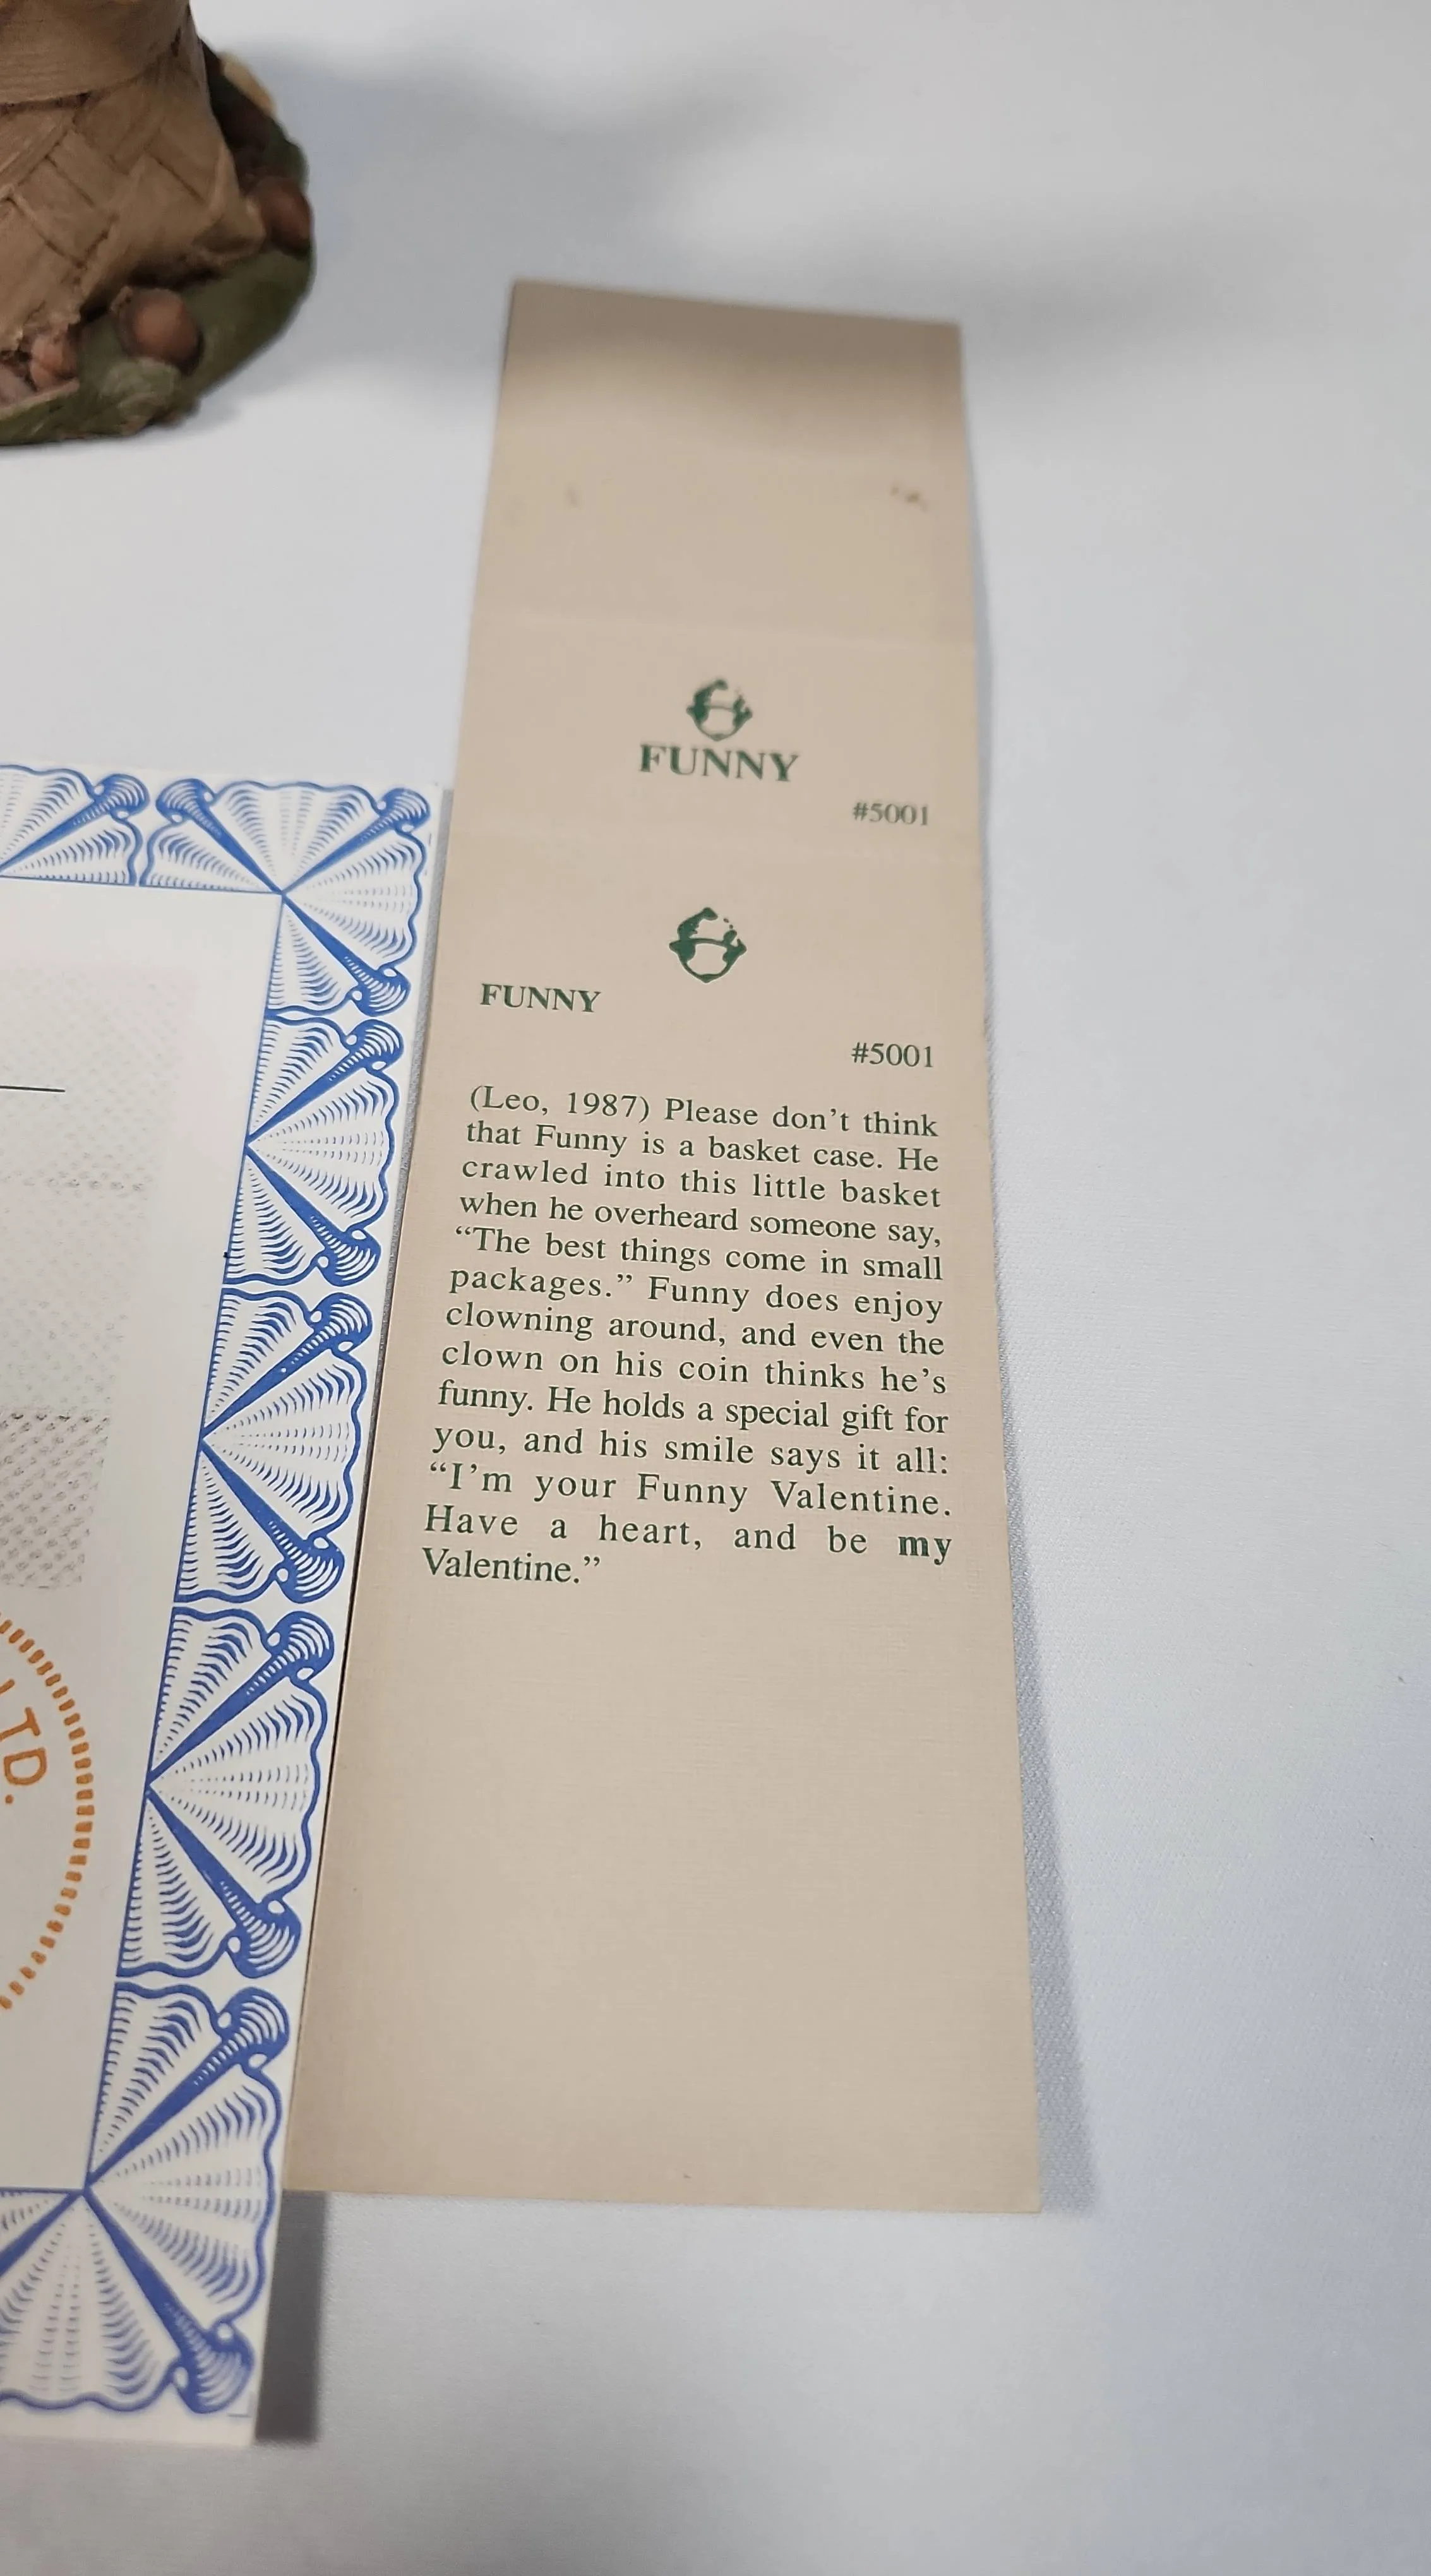 FUNNY
#5001
FUNNY
#5001
(Leo, 1987) Please don't think
that Funny is a basket case. He
crawled into this little basket
when he overheard someone say,
“The best things come in small
packages.” Funny does enjoy
clowning around, and even the
clown on his coin thinks he's
funny. He holds a special gift for
you, and his smile says it all:
“I'm your Funny Valentine.
Have a heart, and be my
Valentine.”
LTD.